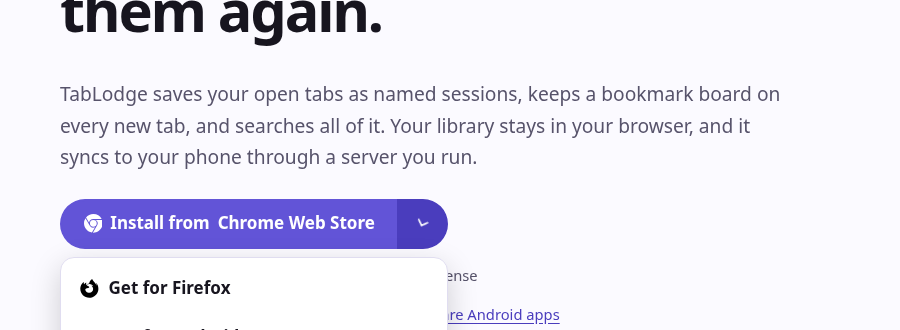 them again.
TabLodge saves your open tabs as named sessions, keeps a bookmark board on
every new tab, and searches all of it. Your library stays in your browser, and it
syncs to your phone through a server you run.
Install from Chrome Web Store
Get for Firefox
Android apps